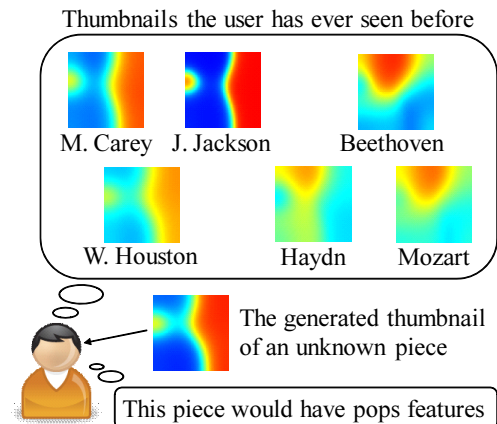 Thumbnails the user has ever seen before
M. Carey
J. Jackson
Beethoven
W. Houston
Haydn
Mozart
The generated thumbnail
of an unknown piece
This piece would have pops features